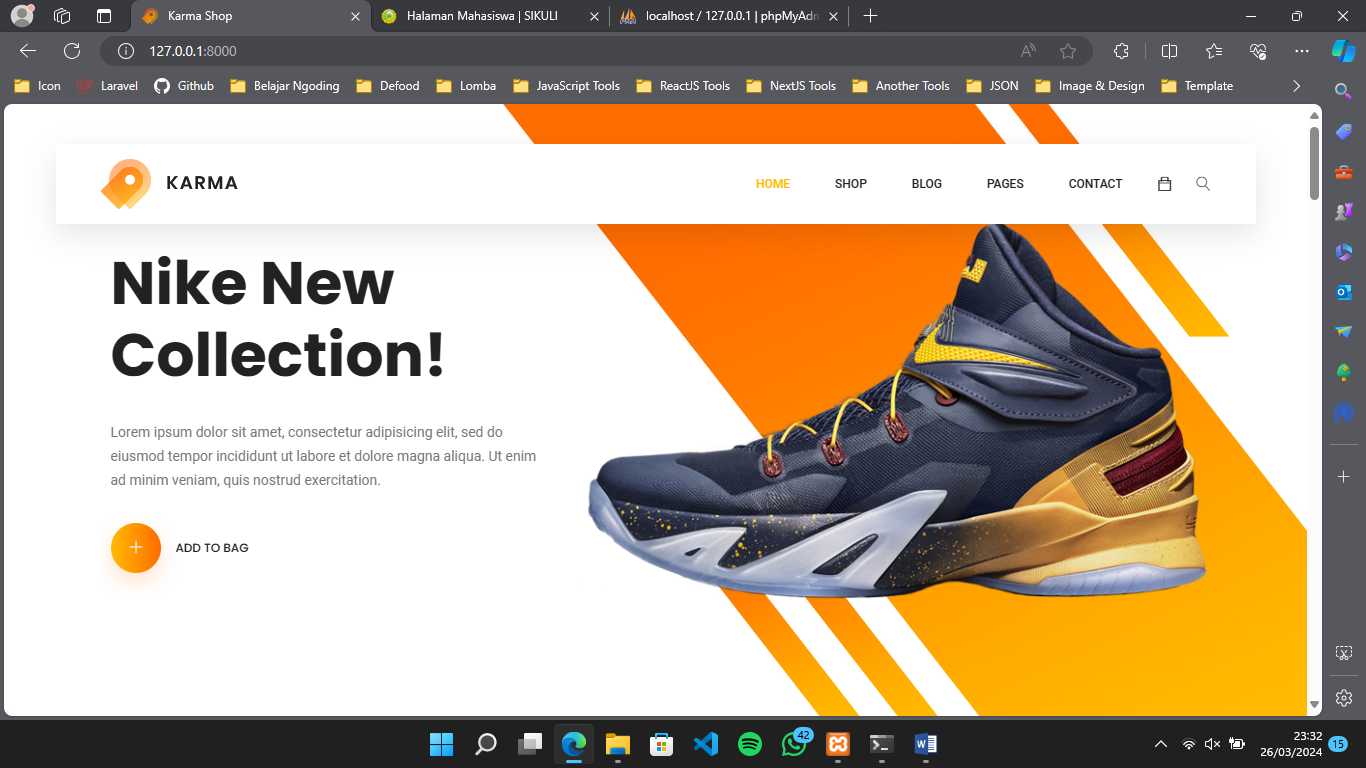 Karma Shop
Halaman Mahasiswa | SIKULI
localhost / 127.0.0.1 | phpMyAdm
127.0.0.1:8000
Icon
Laravel
Github
Belajar Ngoding
Defood
Lomba
JavaScript Tools
ReactJS Tools
NextJS Tools
Another Tools
JSON
Image & Design
Template
KARMA
HOME
SHOP
BLOG
PAGES
CONTACT
Nike New
Collection!
Lorem ipsum dolor sit amet, consectetur adipisicing elit, sed do
eiusmod tempor incididunt ut labore et dolore magna aliqua. Ut enim
ad minim veniam, quis nostrud exercitation.
ADD TO BAG
42
23:32
26/03/2024
15